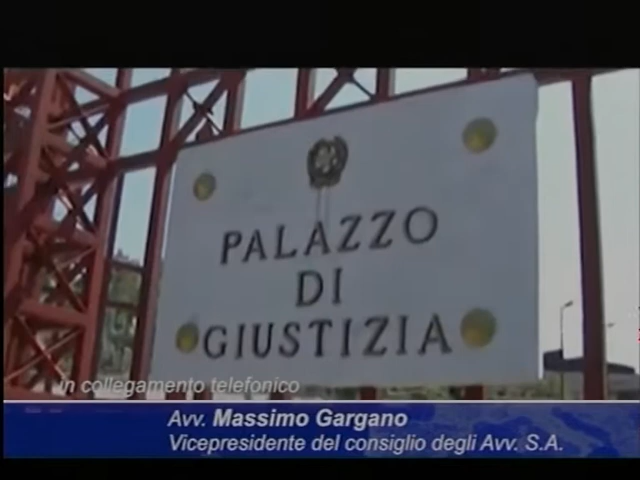 PALAZZO
DI
GIUSTIZIA
in collegamento telefonico
Avv. Massimo Gargano
Vicepresidente del consiglio degli Avv. S.A.